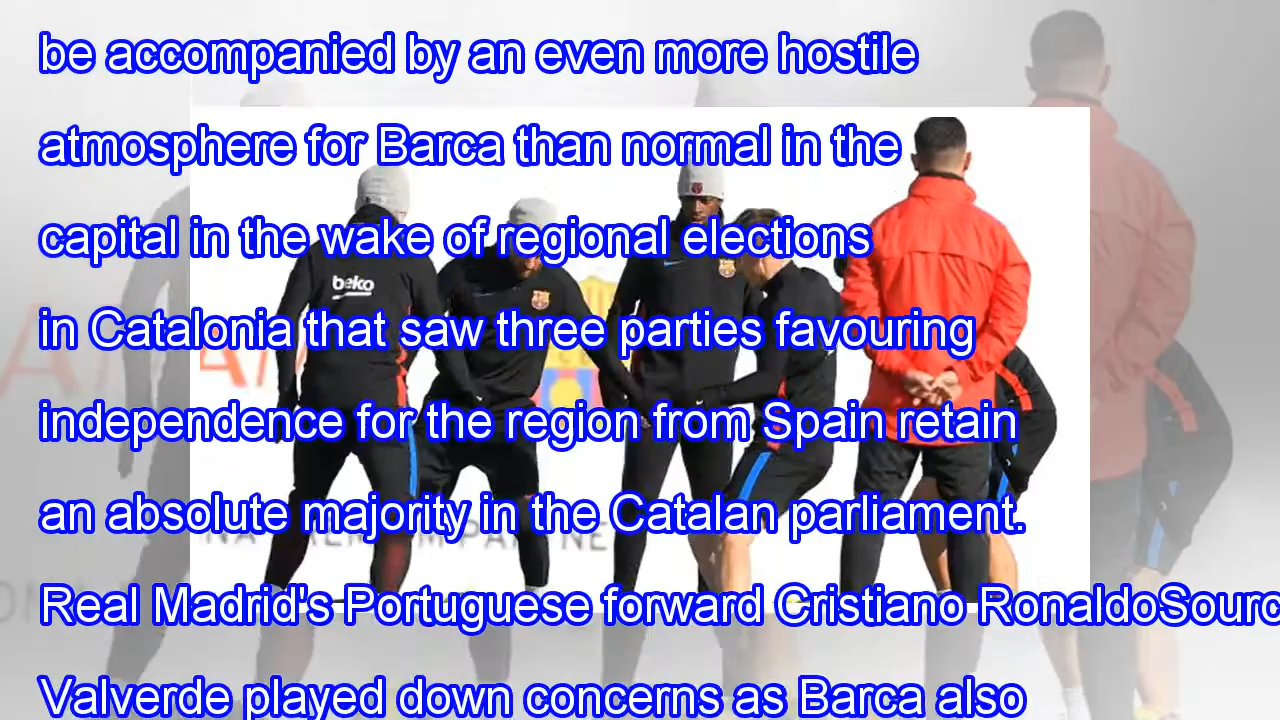 be accompanied by an even more hostile
atmosphere for Barca than normal in the
capital in the wake of regional elections
in Catalonia that saw three parties favouring
independence for the region from Spain retain
an absolute majority in the Catalan parliament.
Real Madrid's Portuguese forward Cristiano RonaldoSourc
Valverde played down concerns as Barca also
beko